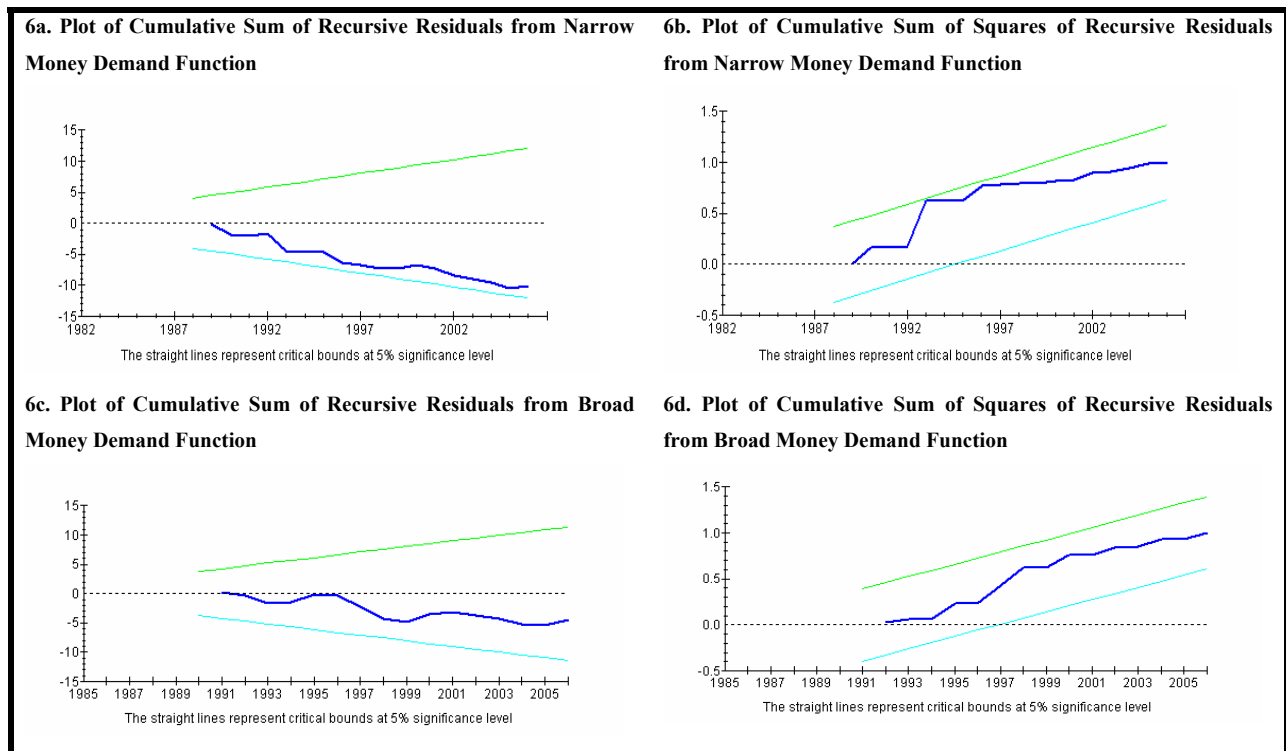 6a. Plot of Cumulative Sum of Recursive Residuals from Narrow
Money Demand Function
15
10
5
0
-5
-10
-15
1982 1987 1992 1997 2002
The straight lines represent critical bounds at 5% significance level
6b. Plot of Cumulative Sum of Squares of Recursive Residuals
from Narrow Money Demand Function
1.5
1.0
0.5
0.0
-0.5
1982 1987 1992 1997 2002
The straight lines represent critical bounds at 5% significance level
6c. Plot of Cumulative Sum of Recursive Residuals from Broad
Money Demand Function
15
10
5
0
-5
-10
-15
1985 1987 1989 1991 1993 1995 1997 1999 2001 2003 2005
The straight lines represent critical bounds at 5% significance level
6d. Plot of Cumulative Sum of Squares of Recursive Residuals
from Broad Money Demand Function
1.5
1.0
0.5
0.0
-0.5
1985 1987 1989 1991 1993 1995 1997 1999 2001 2003 2005
The straight lines represent critical bounds at 5% significance level